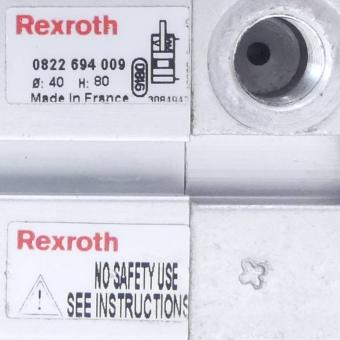 Rexroth
0822 694 009
Ø: 40 H: 80
Made in France
Rexroth
NO SAFETY USE
SEE INSTRUCTIONS